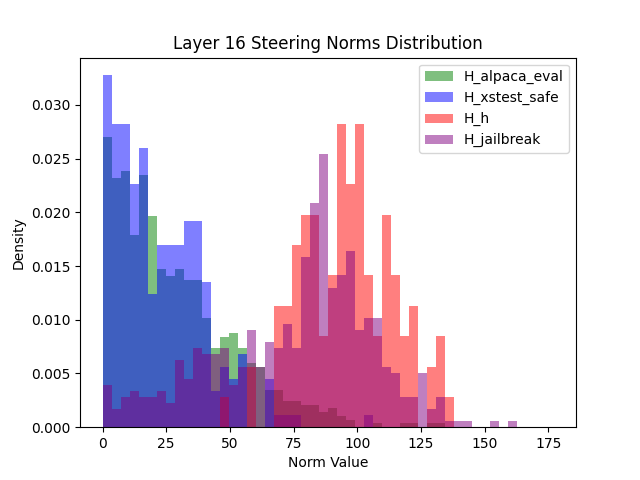 Layer 16 Steering Norms Distribution
H_alpaca_eval
H_xstest_safe
H_h
H_jailbreak
0.030
0.025
0.020
0.015
0.010
0.005
0.000
Density
0 25 50 75 100 125 150 175
Norm Value